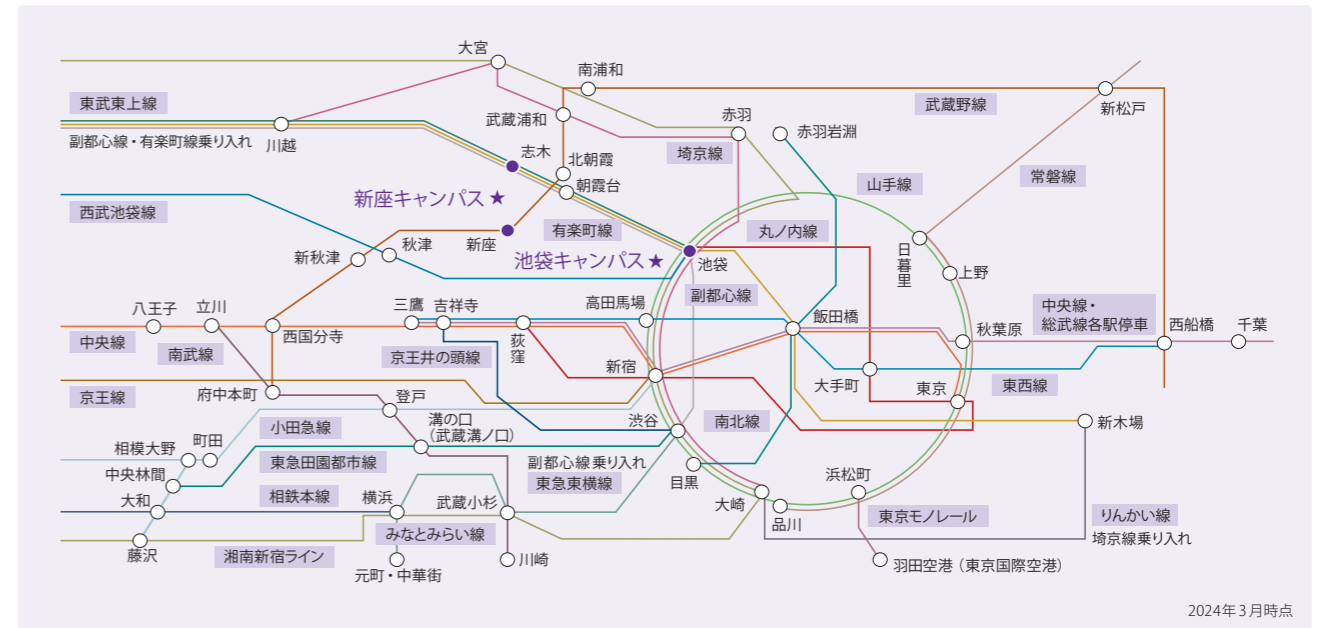 大宮
南浦和
東武東上線
武蔵野線
新松戸
副都心線・有楽町線乗り入れ
川越
武蔵浦和
赤羽
赤羽岩淵
志木
埼京線
北朝霞
朝霞台
山手線
常磐線
新座キャンパス★
西武池袋線
新座
有楽町線
丸ノ内線
秋津
新秋津
池袋キャンパス★
池袋
日暮里
上野
副都心線
高田馬場
三鷹
吉祥寺
八王子
立川
飯田橋
中央線・
総武線各駅停車
西船橋
千葉
秋葉原
中央線
南武線
西国分寺
京王井の頭線
荻窪
新宿
大手町
東京
東西線
京王線
府中本町
登戸
小田急線
溝の口
(武蔵溝ノ口)
渋谷
南北線
新木場
相模大野
町田
中央林間
東急田園都市線
副都心線乗り入れ
東急東横線
目黒
大崎
浜松町
大和
相鉄本線
横浜
武蔵小杉
品川
東京モノレール
りんかい線
埼京線乗り入れ
みなとみらい線
藤沢
湘南新宿ライン
元町・中華街
川崎
羽田空港(東京国際空港)
2024年3月時点